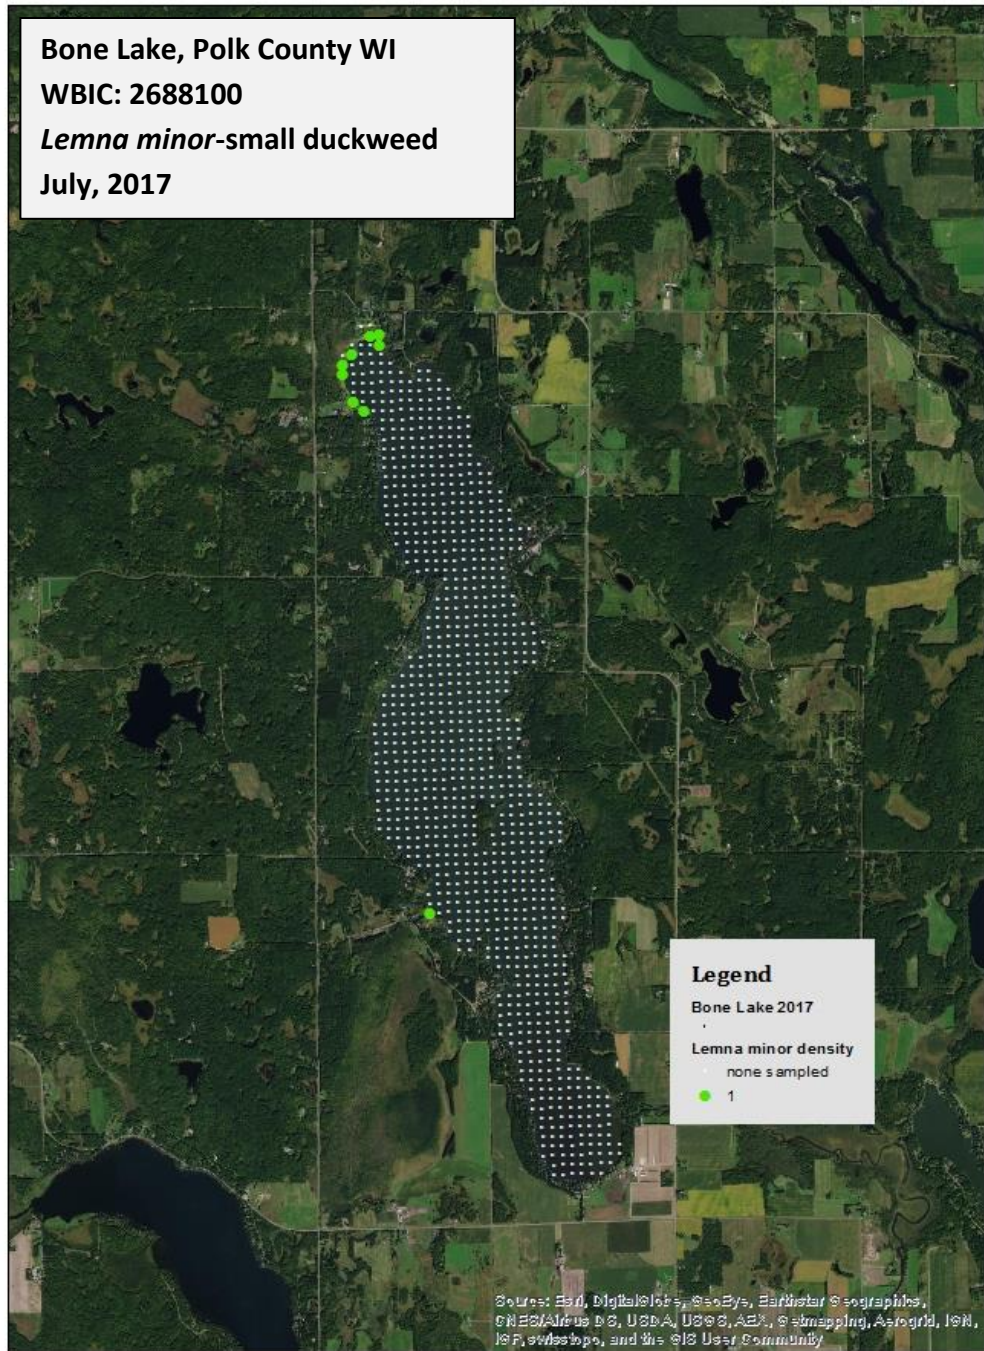 Bone Lake, Polk County WI
WBIC: 2688100
Lemna minor-small duckweed
July, 2017
Legend
Bone Lake 2017
Lemna minor density
none sampled
1
Source: Esri, DigitalGlobe, GeoEye, Earthstar Geographics,
CNES/Airbus DS, USDA, USGS, AEX, Getmapping, Aerogrid, IGN,
IGP, swisstopo, and the GIS User Community